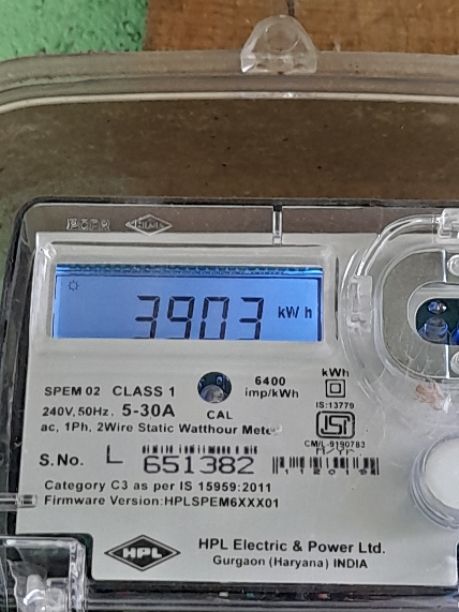 3903 kWh
SPEM 02 CLASS 1
6400
imp/kWh
kWh
IS:13779
240V, 50Hz. 5-30A
CAL
ac, 1Ph, 2Wire Static Watthour Meter
CM/L-9190783
S.No. L 651382
Category C3 as per IS 15959:2011
Firmware Version:HPLSPEM6XXX01
HPL
HPL Electric & Power Ltd.
Gurgaon (Haryana) INDIA